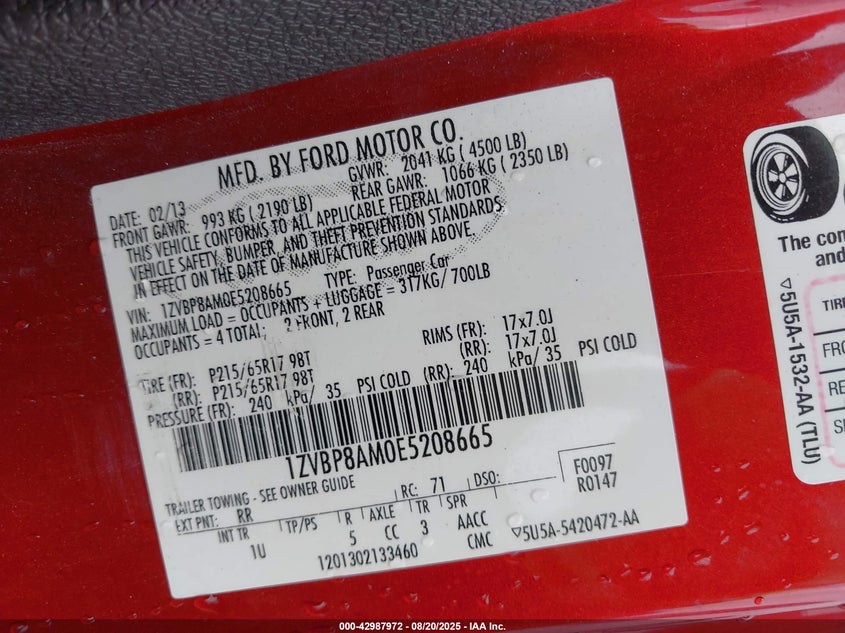 MFD. BY FORD MOTOR CO.
DATE: 02/13 GVWR: 2041 KG ( 4500 LB)
FRONT GAWR: 993 KG ( 2190 LB) REAR GAWR: 1066 KG ( 2350 LB)
THIS VEHICLE CONFORMS TO ALL APPLICABLE FEDERAL MOTOR
VEHICLE SAFETY, BUMPER, AND THEFT PREVENTION STANDARDS
IN EFFECT ON THE DATE OF MANUFACTURE SHOWN ABOVE.
VIN: 1ZVBP8AM0E5208665 TYPE: Passenger Car
MAXIMUM LOAD = OCCUPANTS + LUGGAGE = 317KG/ 700LB
OCCUPANTS = 4 TOTAL; 2 FRONT, 2 REAR
TIRE (FR): P215/65R17 98T RIMS (FR): 17x7.0J
(RR): P215/65R17 98T (RR): 17x7.0J
PRESSURE (FR): 240 kPa/ 35 PSI COLD (RR): 240 kPa/ 35 PSI COLD
1ZVBP8AM0E5208665
TRAILER TOWING - SEE OWNER GUIDE F0097
EXT PNT: RR RC: 71 DSO: R0147
INT TR TP/PS R AXLE TR SPR
1U 5 CC 3 AACC
1201302133460 CMC ▽5U5A-5420472-AA
The con
and
▽5U5A-1532-AA (TLU)
TIRE
FRO
RE
SP
000-42987972 - 08/20/2025 - IAA Inc.